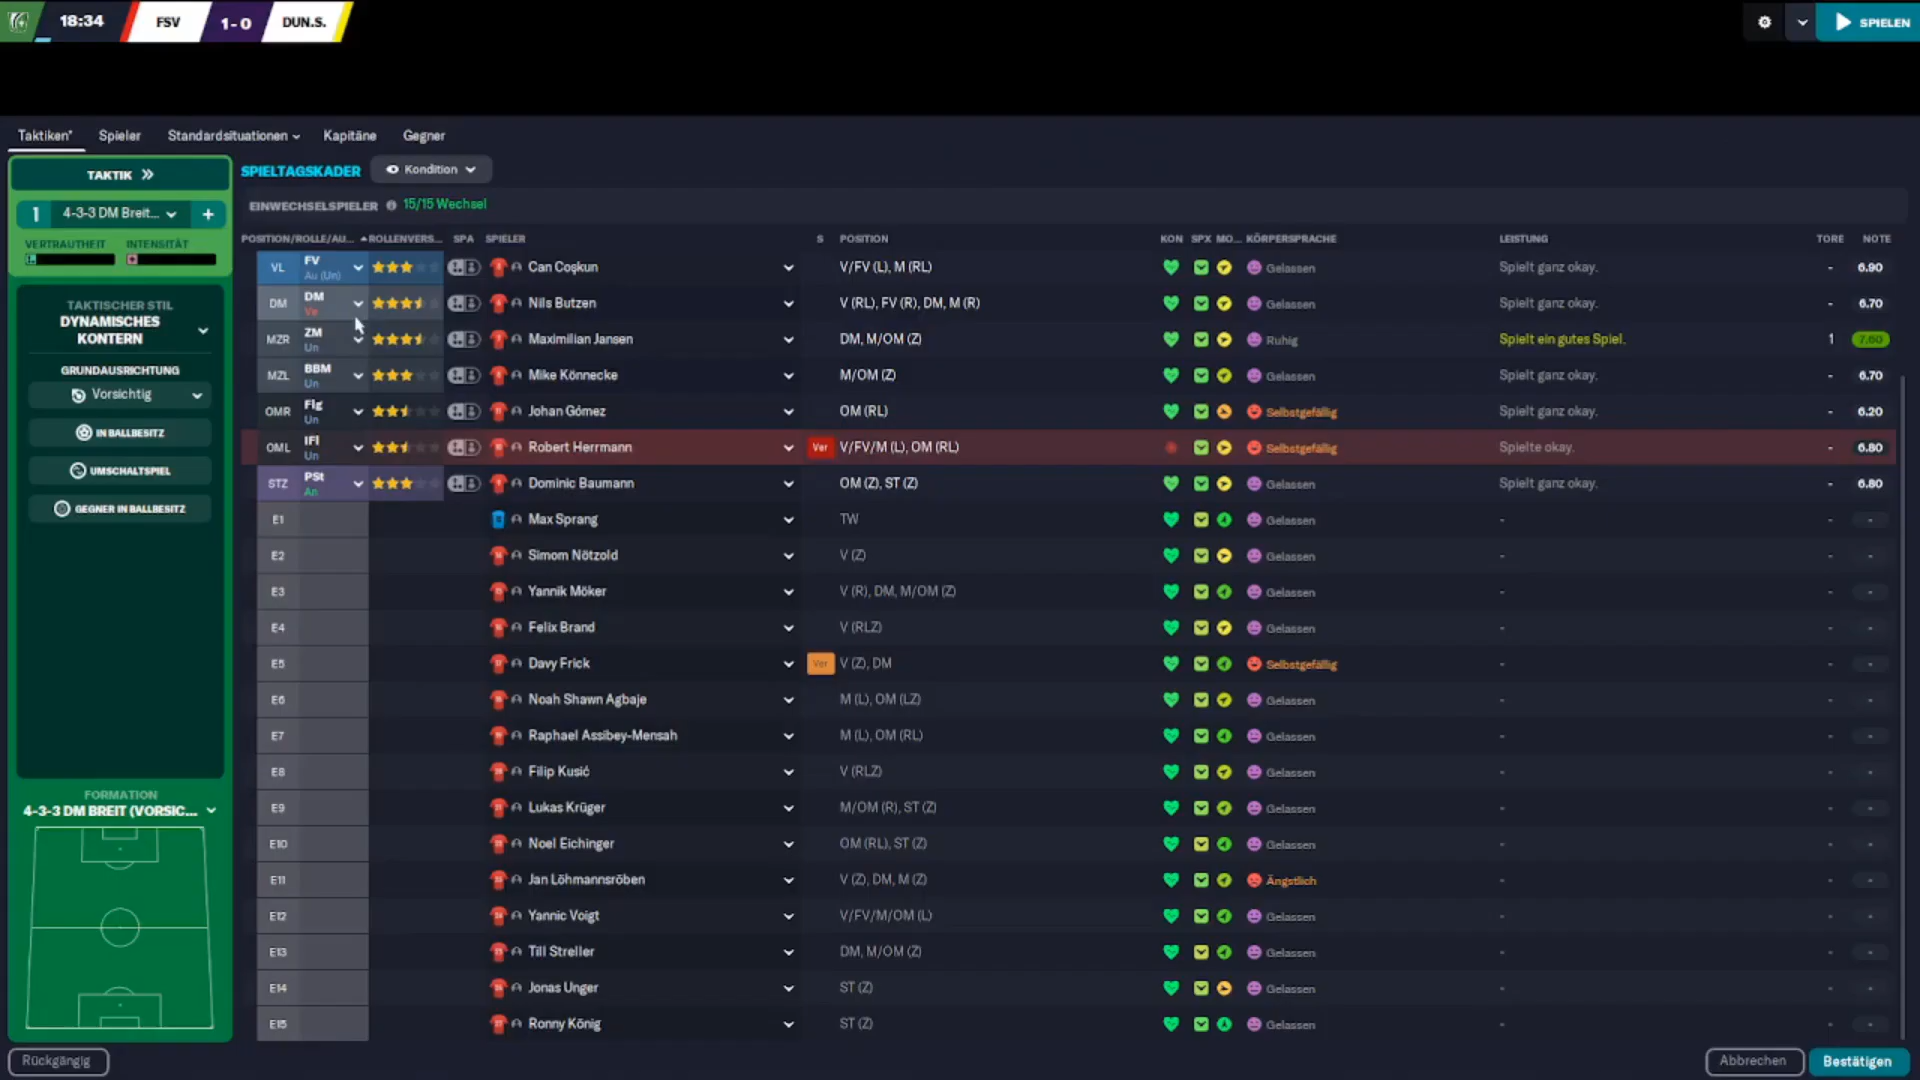 18:34 FSV 1 - 0 DUN.S. SPIELEN
Taktiken* Spieler Standardsituationen Kapitäne Gegner
TAKTIK
1 4-3-3 DM Breit... +
VERTRAUTHEIT INTENSITÄT
TAKTISCHER STIL
DYNAMISCHES
KONTERN
GRUNDAUSRICHTUNG
Vorsichtig
IN BALLBESITZ
UMSCHALTSPIEL
GEGNER IN BALLBESITZ
FORMATION
4-3-3 DM BREIT (VORSIC...
SPIELTAGSKADER Kondition
EINWECHSELSPIELER 15/15 Wechsel
POSITION/ROLLE/AU... ROLLENVERS... SPA SPIELER S POSITION KON SPX MO... KÖRPERSPRACHE LEISTUNG TORE NOTE
VL FV Au (Un) Can Coşkun V/FV (L), M (RL) Gelassen Spielt ganz okay. - 6.90
DM DM Ve Nils Butzen V (RL), FV (R), DM, M (R) Gelassen Spielt ganz okay. - 6.70
MZR ZM Un Maximilian Jansen DM, M/OM (Z) Ruhig Spielt ein gutes Spiel. 1
MZL BBM Un Mike Könnecke M/OM (Z) Gelassen Spielt ganz okay. - 6.70
OMR Flg Un Johan Gómez OM (RL) Selbstgefällig Spielt ganz okay. - 6.20
OML IFl Un Robert Herrmann Ver V/FV/M (L), OM (RL) Selbstgefällig Spielte okay. - 6.80
STZ PSt An Dominic Baumann OM (Z), ST (Z) Gelassen Spielt ganz okay. - 6.80
E1 Max Sprang TW Gelassen - - -
E2 Simom Nötzold V (Z) Gelassen - - -
E3 Yannik Möker V (R), DM, M/OM (Z) Gelassen - - -
E4 Felix Brand V (RLZ) Gelassen - - -
E5 Davy Frick Ver V (Z), DM Selbstgefällig - - -
E6 Noah Shawn Agbaje M (L), OM (LZ) Gelassen - - -
E7 Raphael Assibey-Mensah M (L), OM (RL) Gelassen - - -
E8 Filip Kusić V (RLZ) Gelassen - - -
E9 Lukas Krüger M/OM (R), ST (Z) Gelassen - - -
E10 Noel Eichinger OM (RL), ST (Z) Gelassen - - -
E11 Jan Löhmannsröben V (Z), DM, M (Z) Ängstlich - - -
E12 Yannic Voigt V/FV/M/OM (L) Gelassen - - -
E13 Till Streller DM, M/OM (Z) Gelassen - - -
E14 Jonas Unger ST (Z) Gelassen - - -
E15 Ronny König ST (Z) Gelassen - - -
Rückgängig Abbrechen Bestätigen